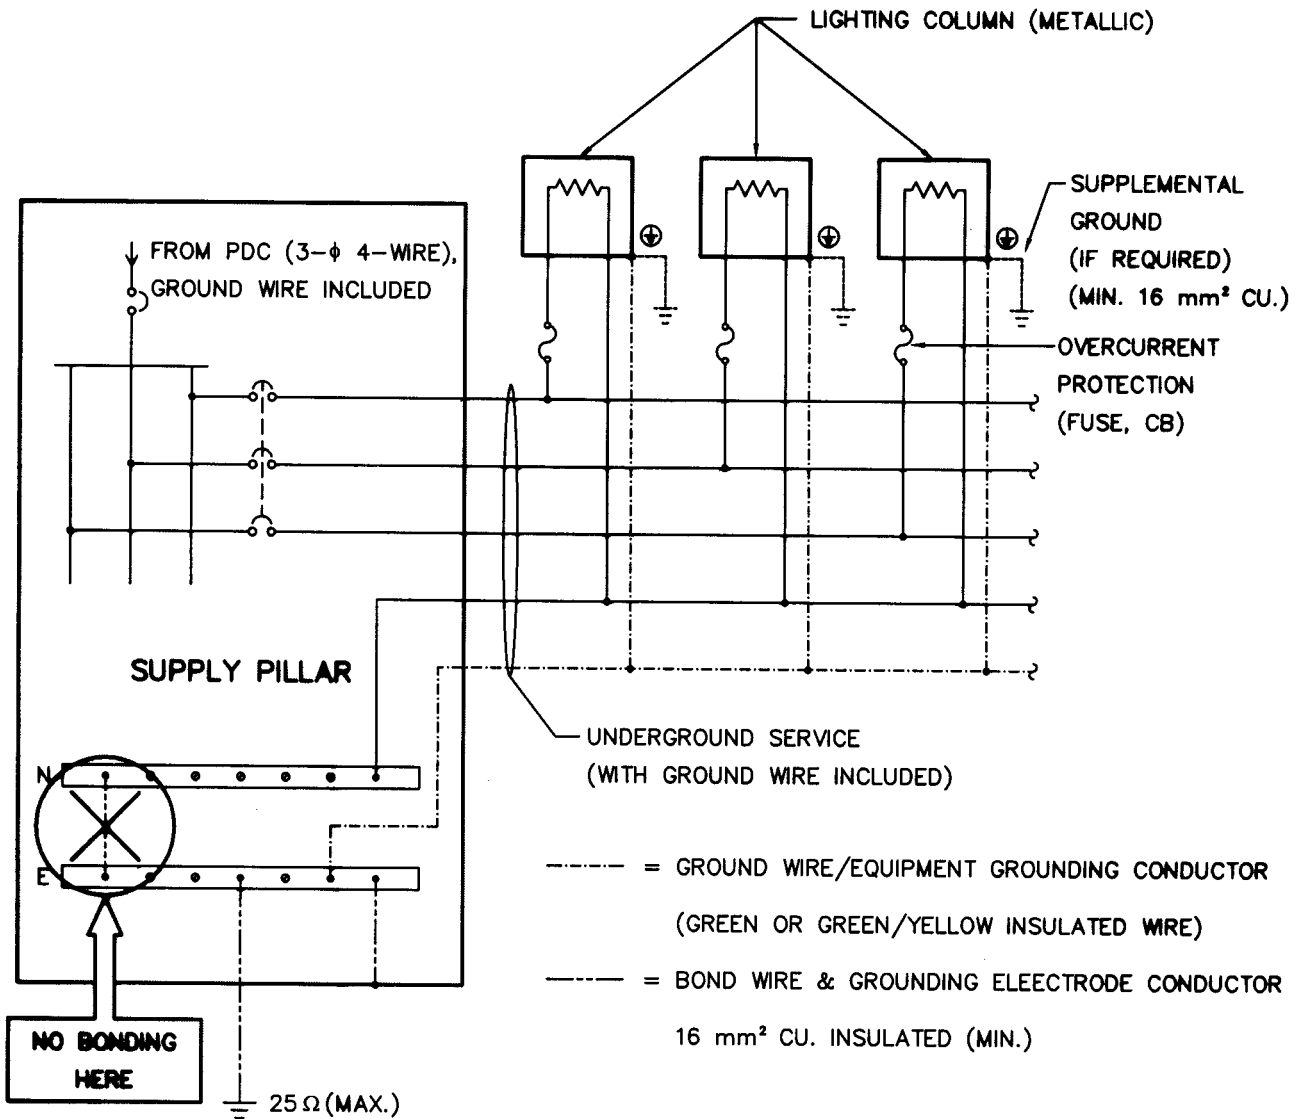 LIGHTING COLUMN (METALLIC)
SUPPLEMENTAL
GROUND
(IF REQUIRED)
(MIN. 16 mm² CU.)
FROM PDC (3-ϕ 4-WIRE),
GROUND WIRE INCLUDED
OVERCURRENT
PROTECTION
(FUSE, CB)
SUPPLY PILLAR
UNDERGROUND SERVICE
(WITH GROUND WIRE INCLUDED)
N
E
= GROUND WIRE/EQUIPMENT GROUNDING CONDUCTOR
(GREEN OR GREEN/YELLOW INSULATED WIRE)
= BOND WIRE & GROUNDING ELEECTRODE CONDUCTOR
16 mm² CU. INSULATED (MIN.)
NO BONDING
HERE
25 Ω (MAX.)